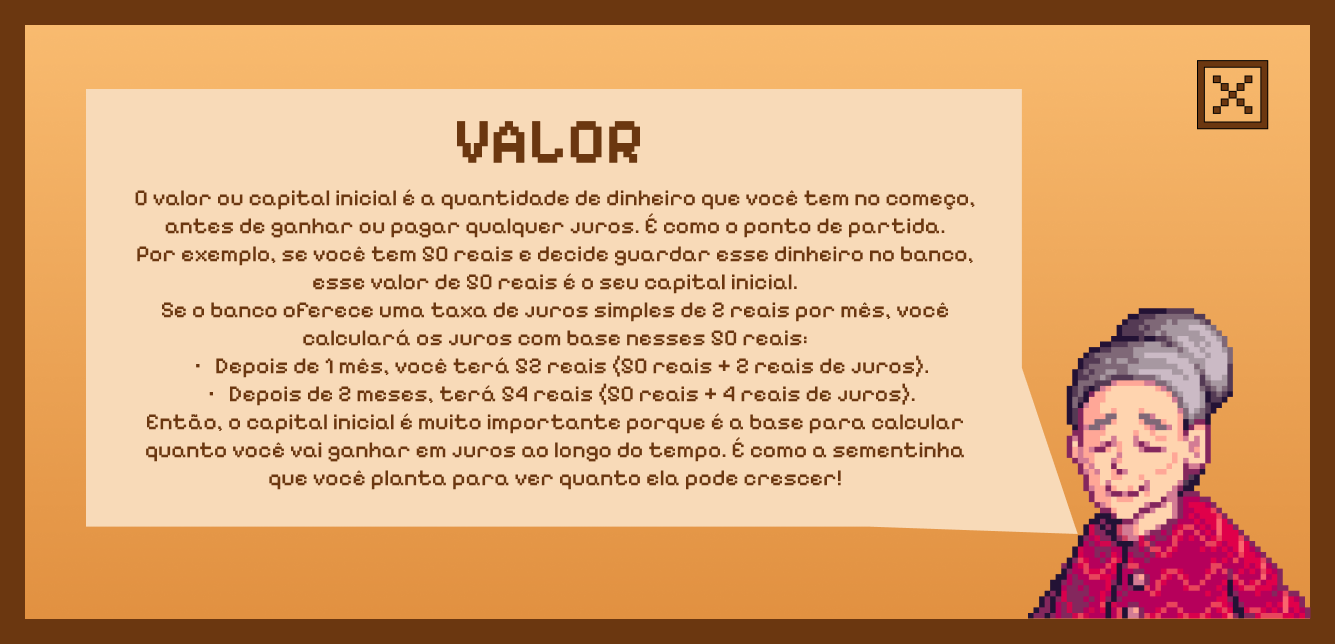 VALOR
O valor ou capital inicial é a quantidade de dinheiro que você tem no começo,
antes de ganhar ou pagar qualquer juros. É como o ponto de partida.
Por exemplo, se você tem 50 reais e decide guardar esse dinheiro no banco,
esse valor de 50 reais é o seu capital inicial.
Se o banco oferece uma taxa de juros simples de 2 reais por mês, você
calculará os juros com base nesses 50 reais:
· Depois de 1 mês, você terá 52 reais (50 reais + 2 reais de juros).
· Depois de 2 meses, terá 54 reais (50 reais + 4 reais de juros).
Então, o capital inicial é muito importante porque é a base para calcular
quanto você vai ganhar em juros ao longo do tempo. É como a sementinha
que você planta para ver quanto ela pode crescer!